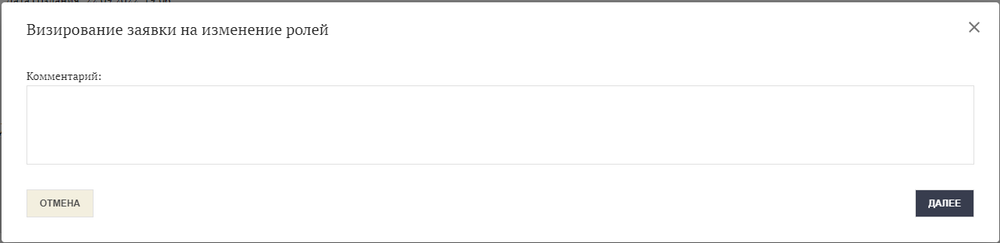 Визирование заявки на изменение ролей
Комментарий:
ОТМЕНА
ДАЛЕЕ